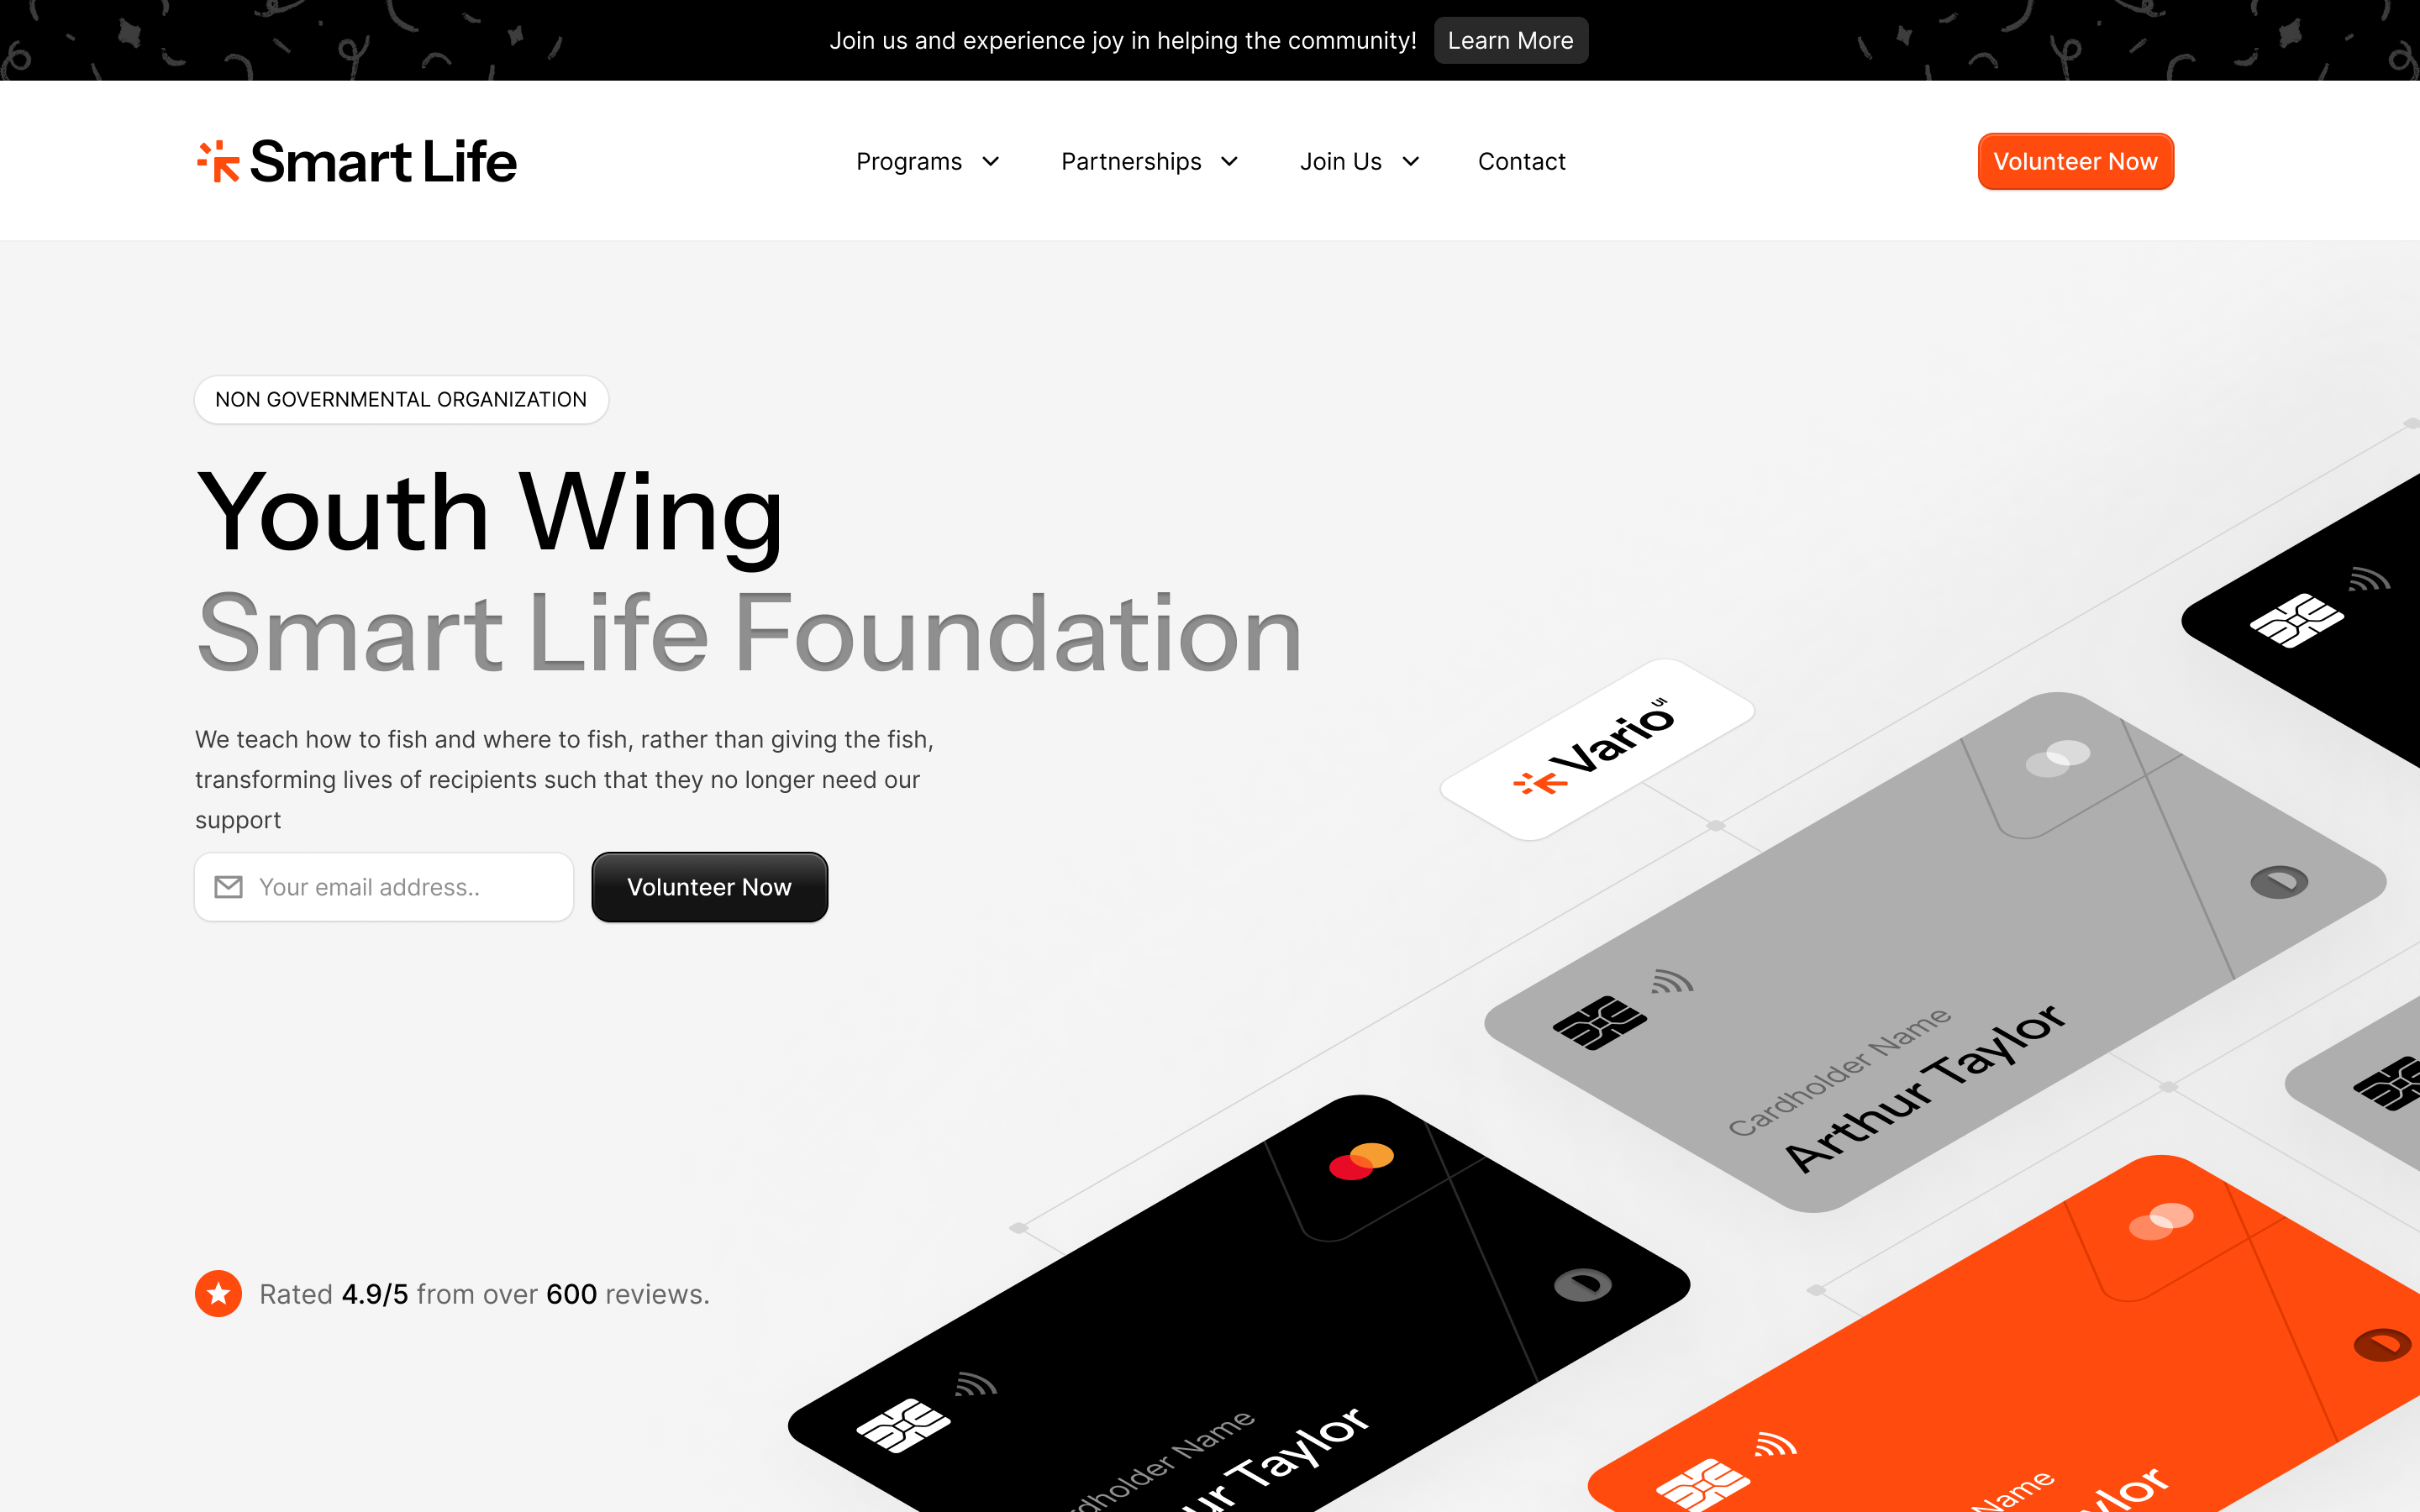 Join us and experience joy in helping the community!
Learn More
Smart Life
Programs
Partnerships
Join Us
Contact
Volunteer Now
NON GOVERNMENTAL ORGANIZATION
Youth Wing
Smart Life Foundation
We teach how to fish and where to fish, rather than giving the fish,
transforming lives of recipients such that they no longer need our
support
Your email address..
Volunteer Now
Rated 4.9/5 from over 600 reviews.
Vario UI
Cardholder Name
Arthur Taylor
dholder Name
ur Taylor
Name
ylor